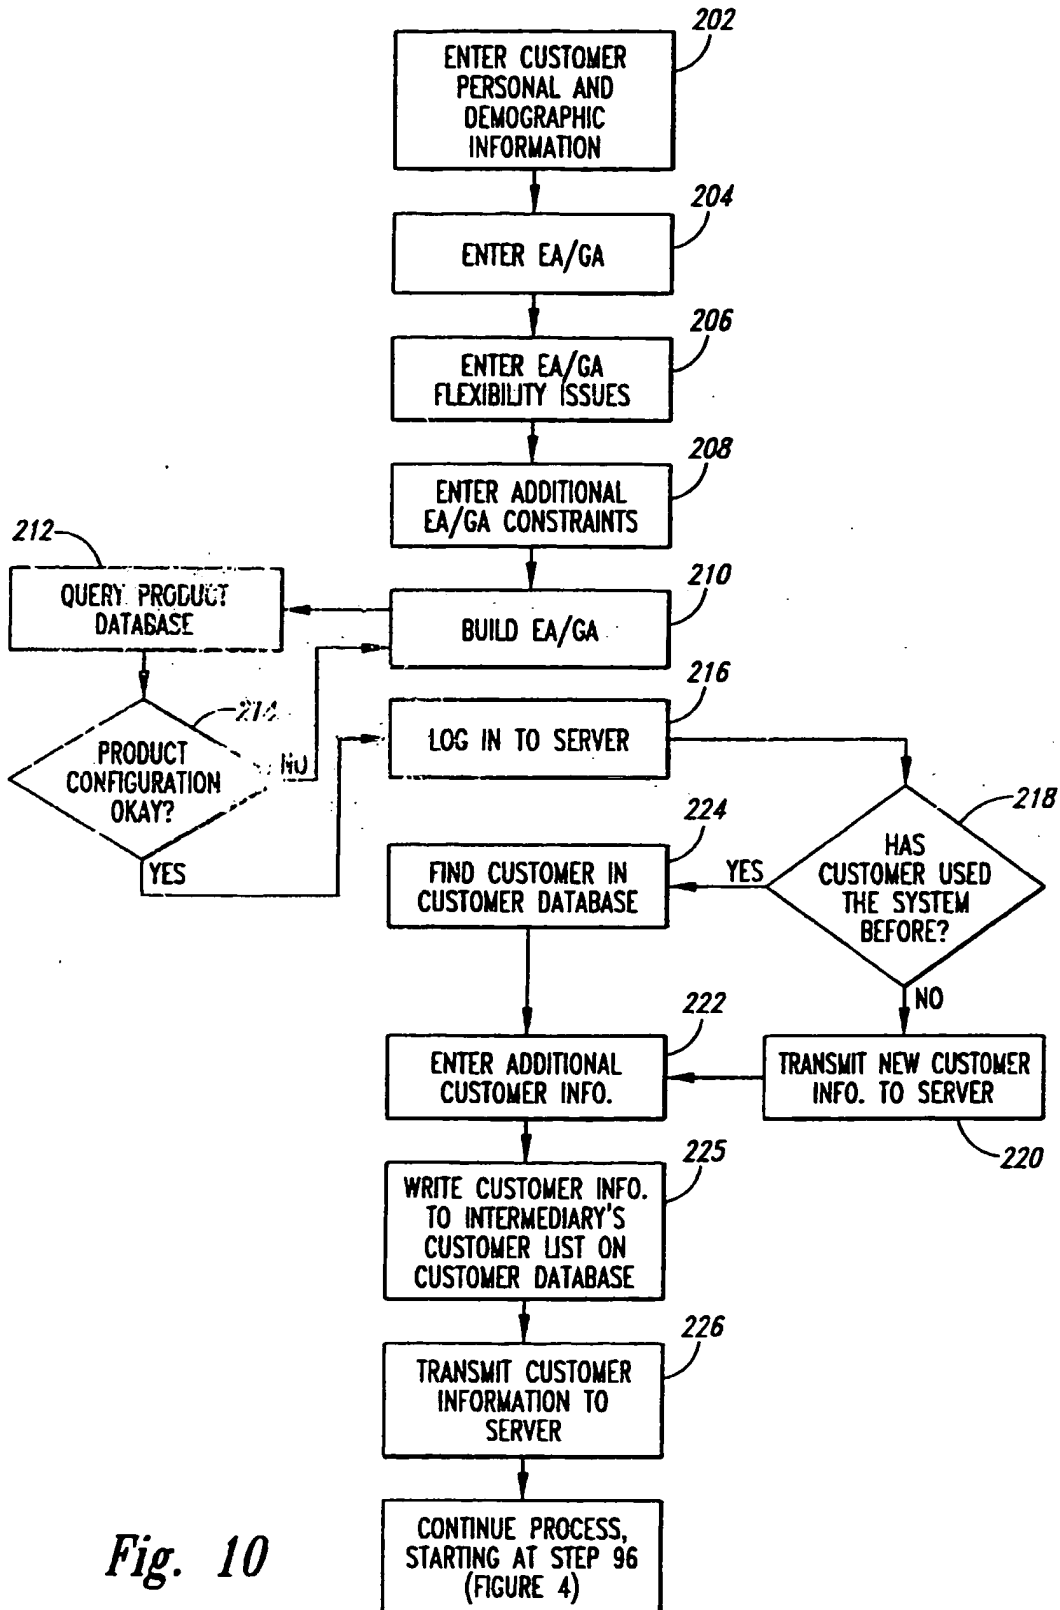 202
ENTER CUSTOMER
PERSONAL AND
DEMOGRAPHIC
INFORMATION
204
ENTER EA/GA
206
ENTER EA/GA
FLEXIBILITY ISSUES
208
ENTER ADDITIONAL
EA/GA CONSTRAINTS
212
QUERY PRODUCT
DATABASE
210
BUILD EA/GA
214
PRODUCT
CONFIGURATION
OKAY?
NO
YES
216
LOG IN TO SERVER
218
HAS
CUSTOMER USED
THE SYSTEM
BEFORE?
YES
NO
224
FIND CUSTOMER IN
CUSTOMER DATABASE
222
ENTER ADDITIONAL
CUSTOMER INFO.
TRANSMIT NEW CUSTOMER
INFO. TO SERVER
220
225
WRITE CUSTOMER INFO.
TO INTERMEDIARY'S
CUSTOMER LIST ON
CUSTOMER DATABASE
226
TRANSMIT CUSTOMER
INFORMATION TO
SERVER
CONTINUE PROCESS,
STARTING AT STEP 96
(FIGURE 4)
Fig. 10